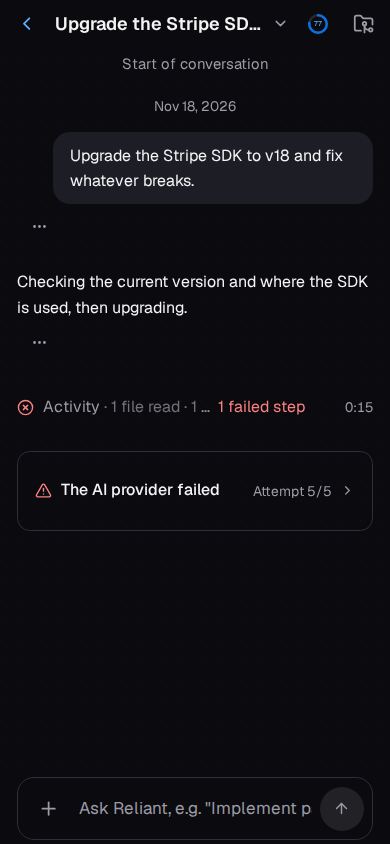 Upgrade the Stripe SD...
77
Start of conversation
Nov 18, 2026
Upgrade the Stripe SDK to v18 and fix
whatever breaks.
...
Checking the current version and where the SDK
is used, then upgrading.
...
Activity · 1 file read · 1 ... 1 failed step 0:15
The AI provider failed Attempt 5/5
Ask Reliant, e.g. "Implement p